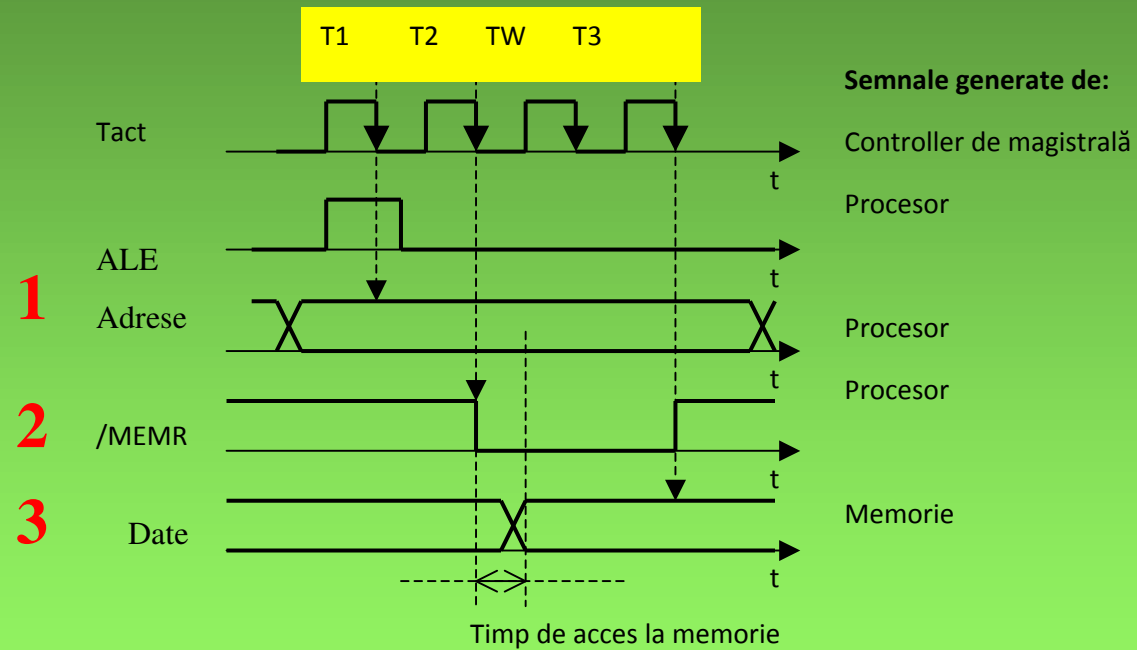 T1 T2 TW T3
Semnale generate de:
Tact
Controller de magistrală
t
Procesor
ALE
t
1
Adrese
Procesor
t
Procesor
2
/MEMR
t
3
Date
Memorie
t
Timp de acces la memorie